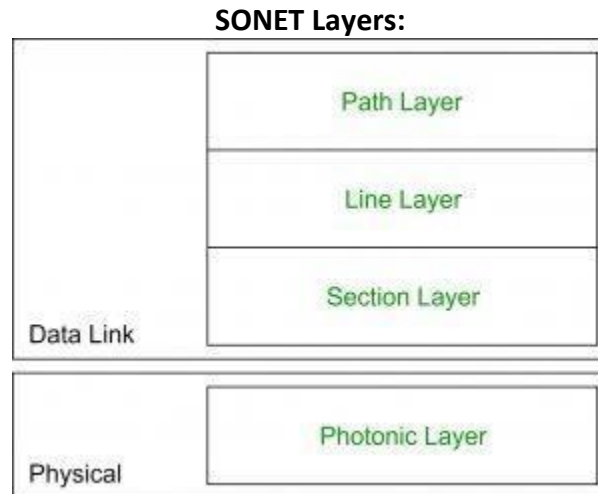 SONET Layers:
Path Layer
Line Layer
Section Layer
Data Link
Photonic Layer
Physical